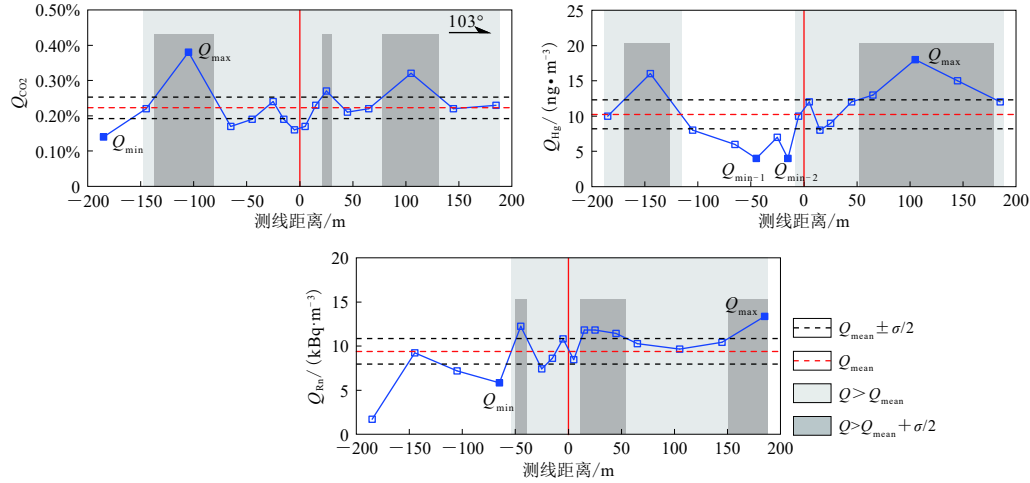 0.50%
0.40%
0.30%
0.20%
0.10%
0
Q_CO2
Q_max
Q_min
103°
−200 −150 −100 −50 0 50 100 150 200
测线距离/m
25
20
15
10
5
0
Q_Hg/(ng•m⁻³)
Q_max
Q_min−1 Q_min−2
−200 −150 −100 −50 0 50 100 150 200
测线距离/m
20
15
10
5
0
Q_Rn/(kBq·m⁻³)
Q_max
Q_min
−200 −150 −100 −50 0 50 100 150 200
测线距离/m
Q_mean±σ/2
Q_mean
Q>Q_mean
Q>Q_mean+σ/2